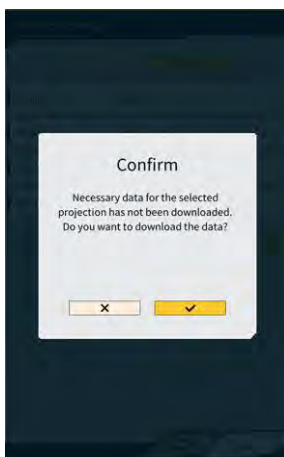 Confirm
Necessary data for the selected
projection has not been downloaded.
Do you want to download the data?